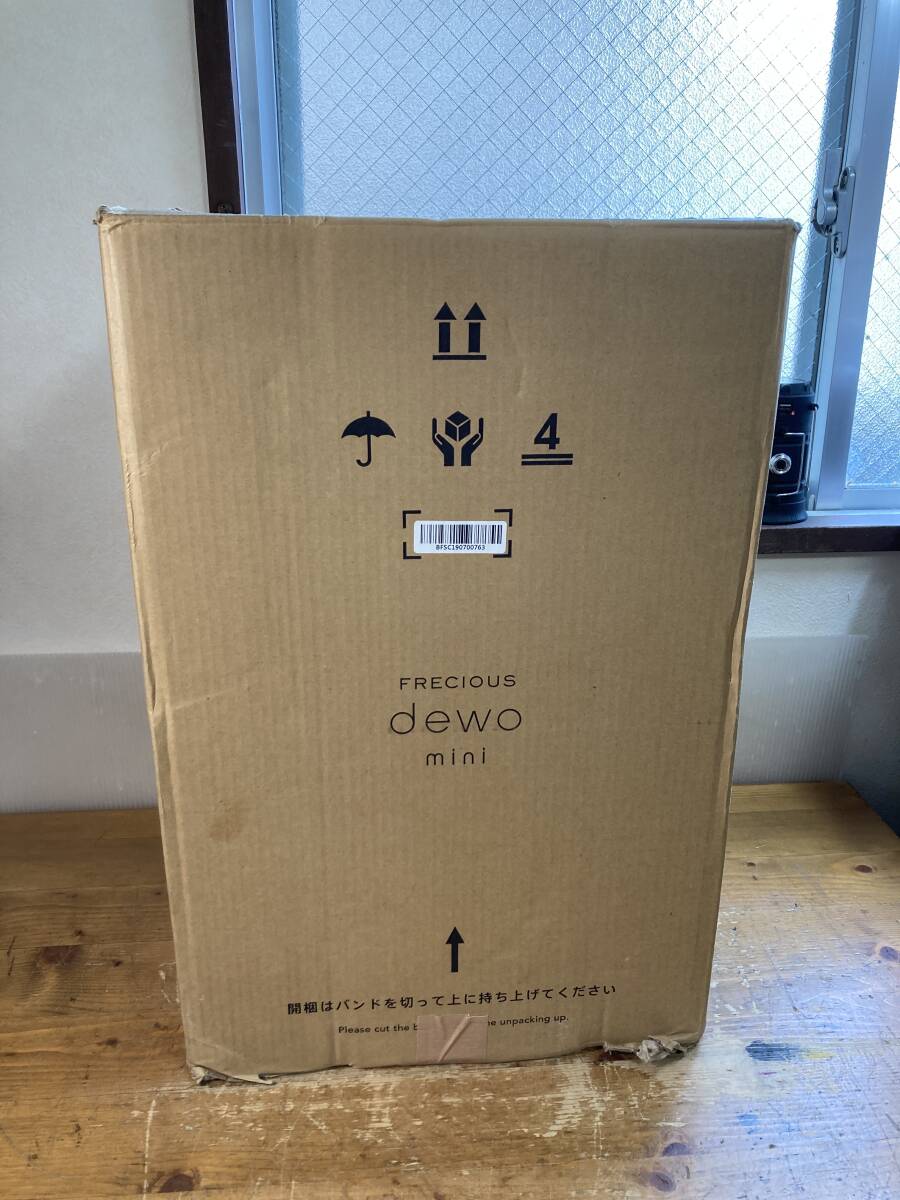 4
BFSC190700763
FRECIOUS
dewo
mini
開梱はバンドを切って上に持ち上げてください
Please cut the unpacking up.